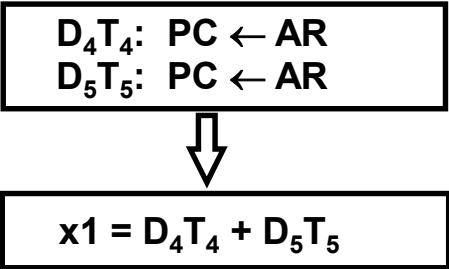 D₄T₄: PC ← AR
D₅T₅: PC ← AR
x1 = D₄T₄ + D₅T₅